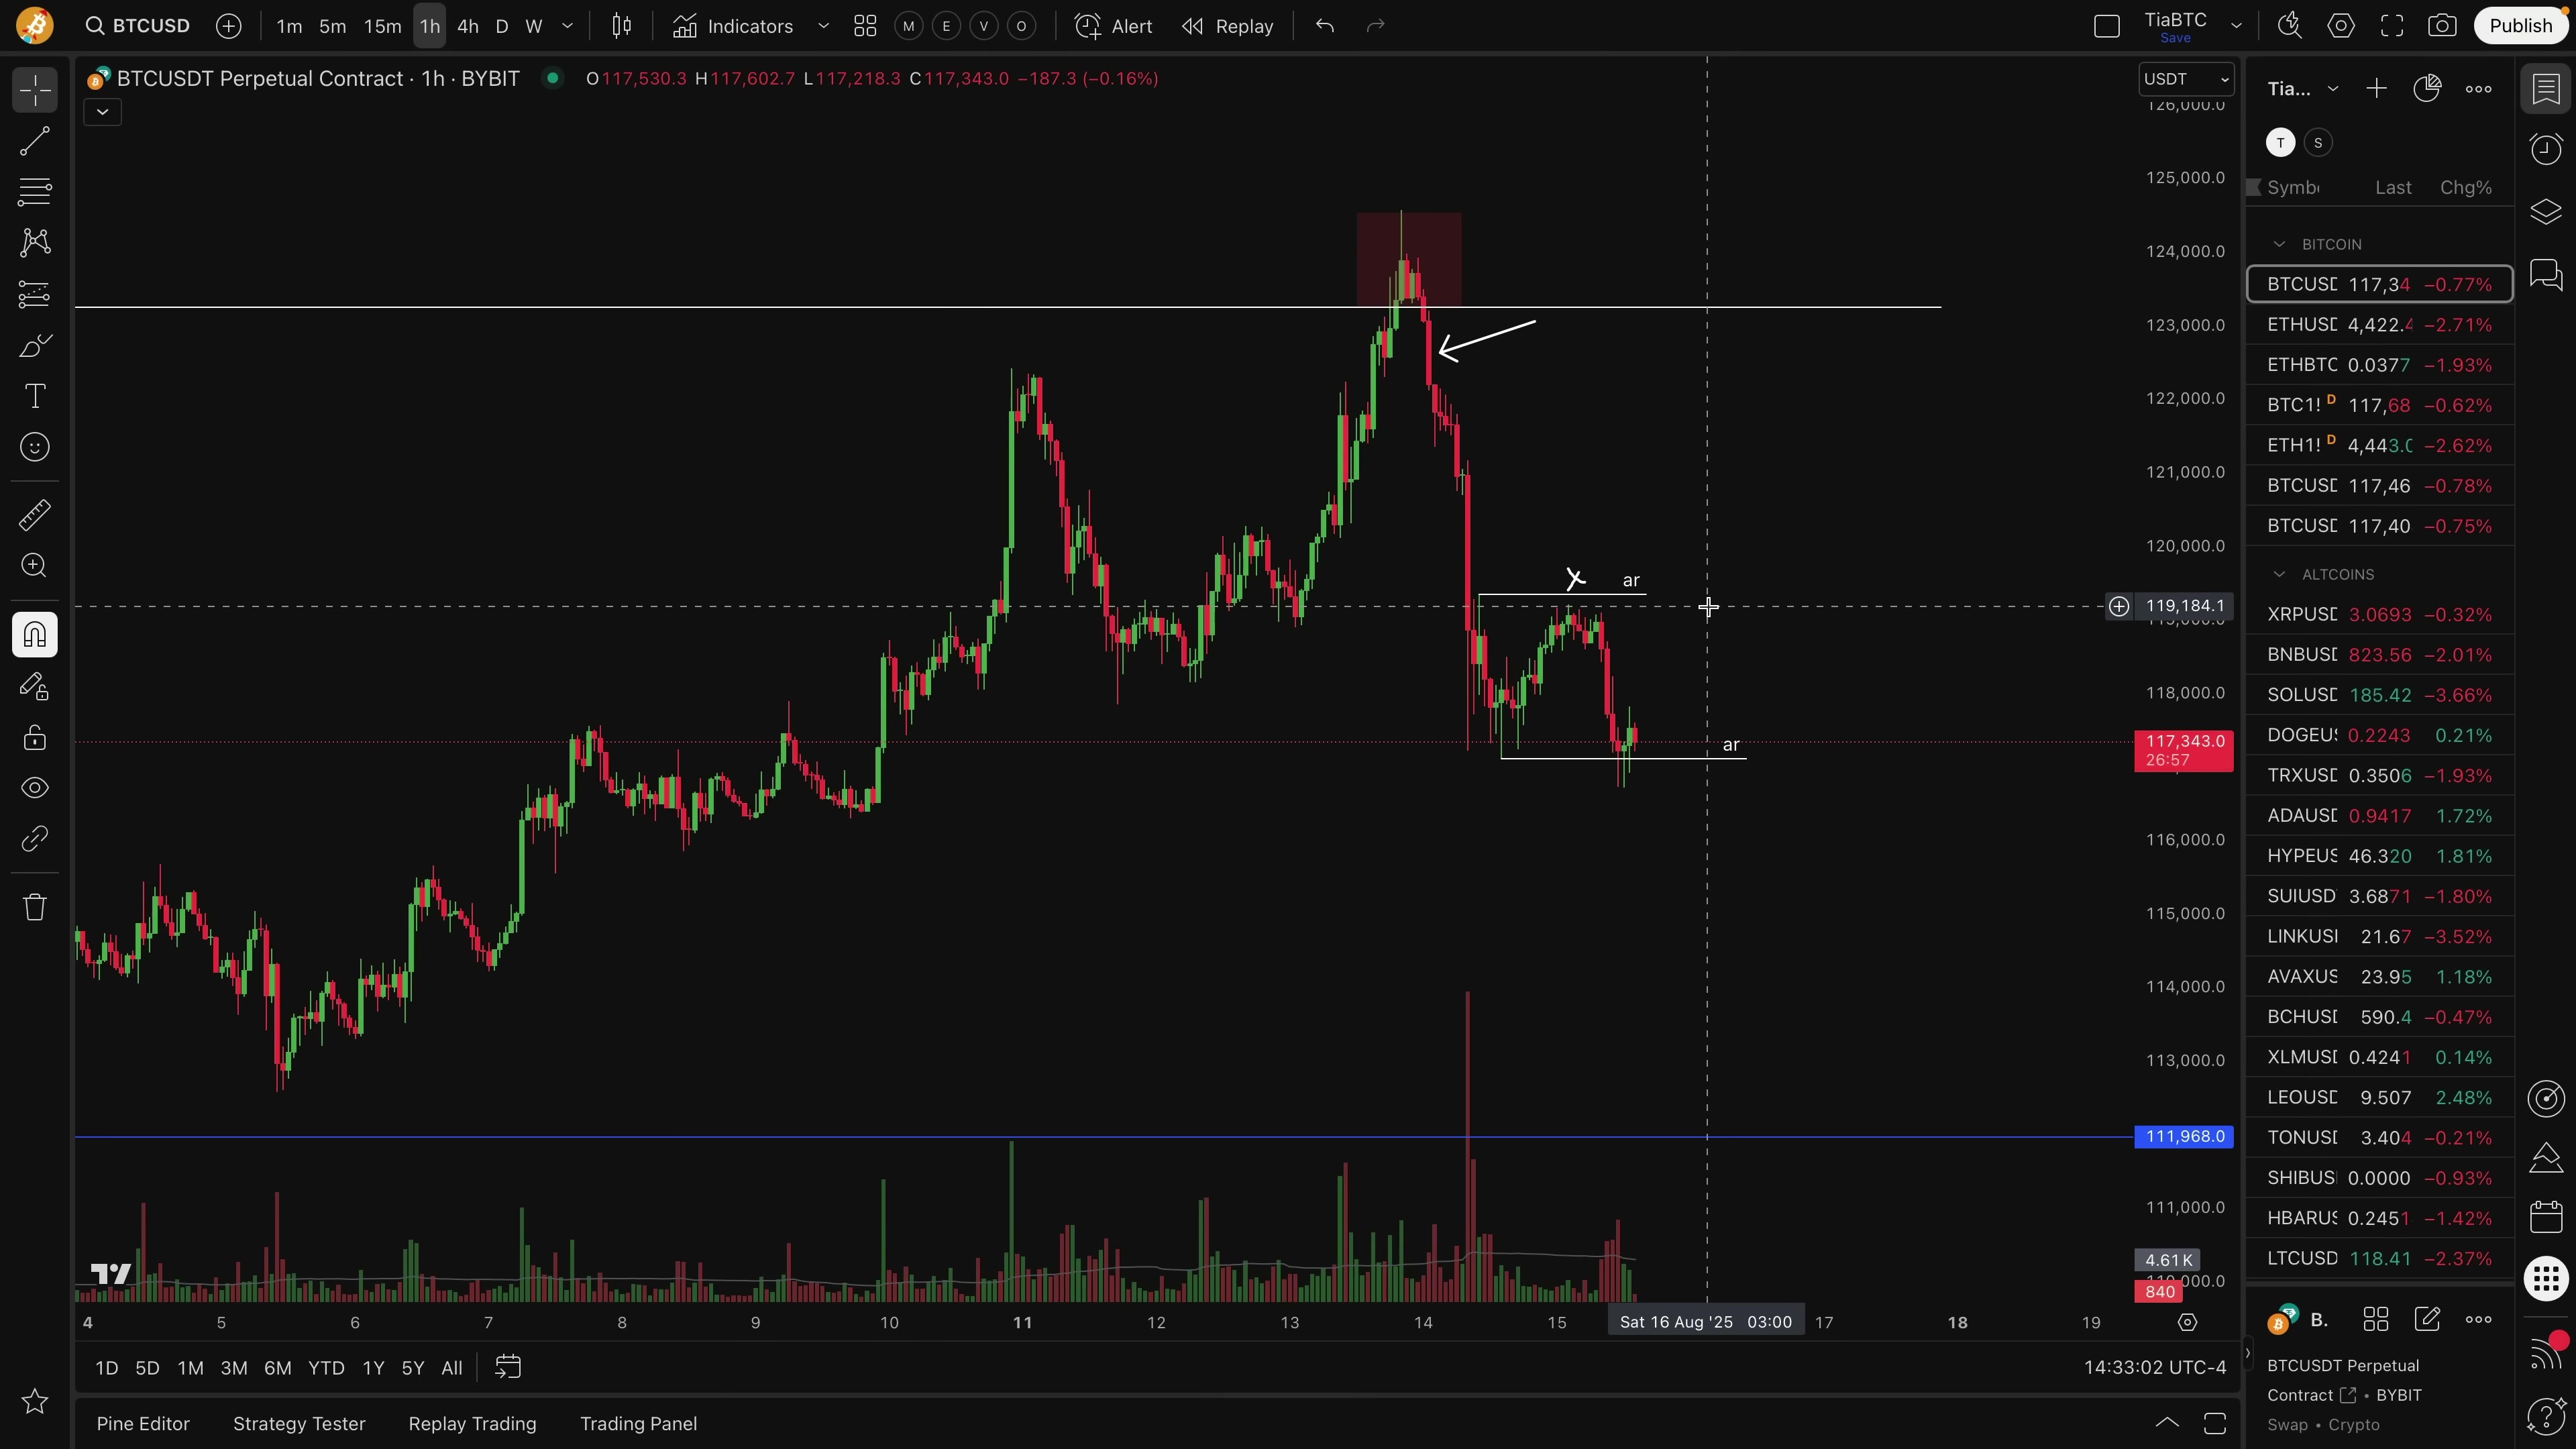 BTCUSD
1m 5m 15m 1h 4h D W
Indicators
M E V O
Alert
Replay
TiaBTC
Save
Publish
BTCUSDT Perpetual Contract · 1h · BYBIT
O117,530.3 H117,602.7 L117,218.3 C117,343.0 −187.3 (−0.16%)
USDT
126,000.0
125,000.0
124,000.0
123,000.0
122,000.0
121,000.0
120,000.0
119,184.1
118,000.0
117,343.0
26:57
116,000.0
115,000.0
114,000.0
113,000.0
111,968.0
111,000.0
4.61 K
840
X ar
ar
4 5 6 7 8 9 10 11 12 13 14 15 Sat 16 Aug '25 03:00 17 18 19
1D 5D 1M 3M 6M YTD 1Y 5Y All
14:33:02 UTC-4
Pine Editor Strategy Tester Replay Trading Trading Panel
Tia...
T S
Last Chg%
BITCOIN
BTCUSD 117,34 −0.77%
ETHUSD 4,422.4 −2.71%
ETHBTC 0.0377 −1.93%
BTC1! D 117,68 −0.62%
ETH1! D 4,443.0 −2.62%
BTCUSD 117,46 −0.78%
BTCUSD 117,40 −0.75%
ALTCOINS
XRPUSD 3.0693 −0.32%
BNBUSD 823.56 −2.01%
SOLUSD 185.42 −3.66%
DOGEUS 0.2243 0.21%
TRXUSD 0.3506 −1.93%
ADAUSD 0.9417 1.72%
HYPEUS 46.320 1.81%
SUIUSD 3.6871 −1.80%
LINKUS 21.67 −3.52%
AVAXUS 23.95 1.18%
BCHUSD 590.4 −0.47%
XLMUSD 0.4241 0.14%
LEOUSD 9.507 2.48%
TONUSD 3.404 −0.21%
SHIBUS 0.0000 −0.93%
HBARUS 0.2451 −1.42%
LTCUSD 118.41 −2.37%
B.
BTCUSDT Perpetual
Contract • BYBIT
Swap • Crypto